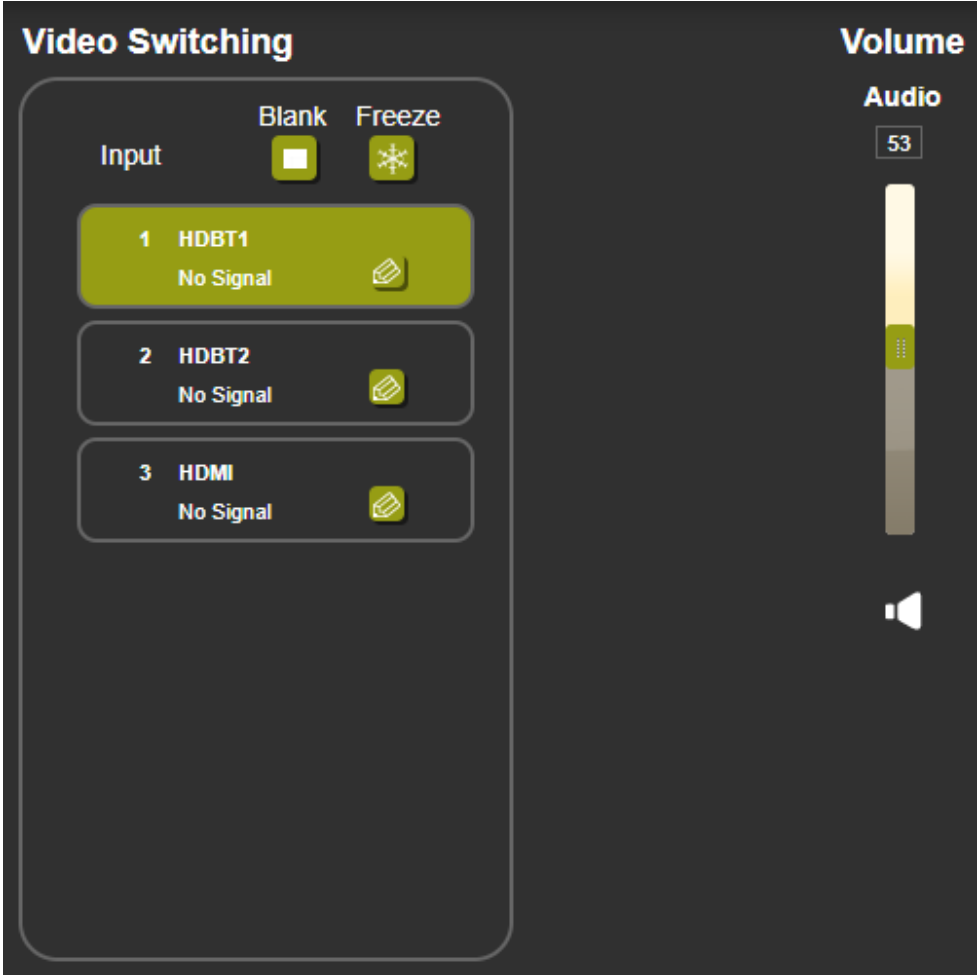 Video Switching
Volume
Audio
53
Blank Freeze
Input
1 HDBT1
No Signal
2 HDBT2
No Signal
3 HDMI
No Signal